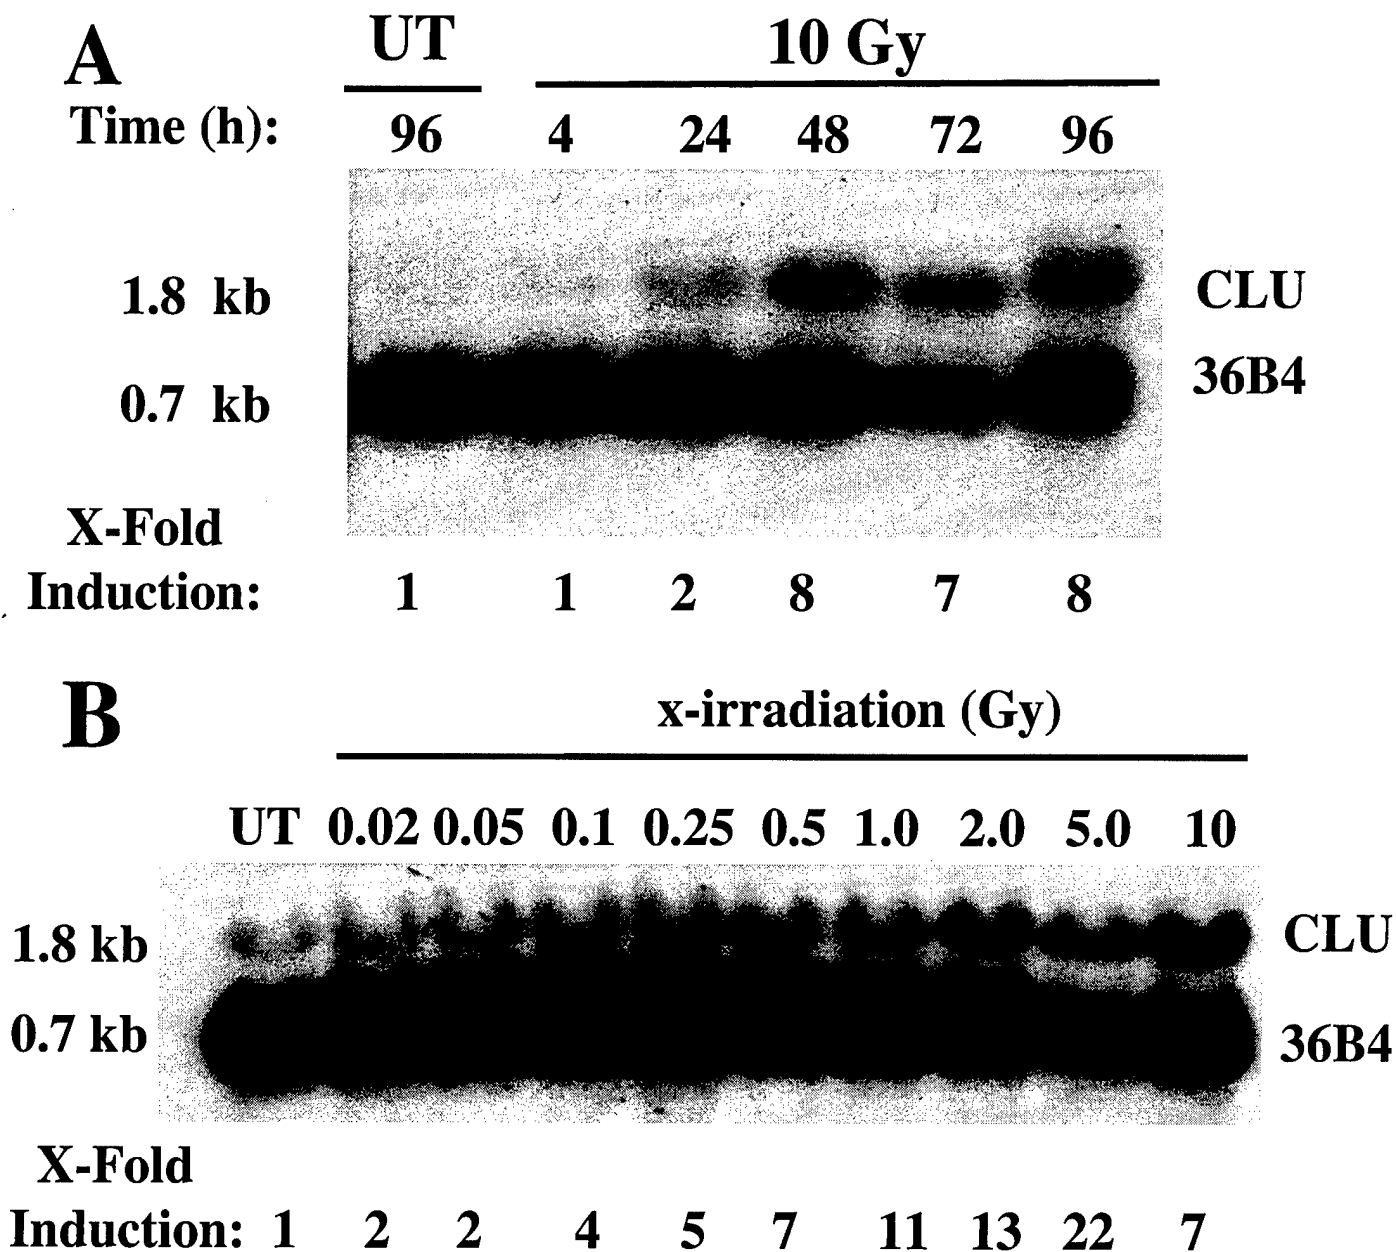 A
UT 10 Gy
Time (h): 96 4 24 48 72 96
1.8 kb CLU
0.7 kb 36B4
X-Fold
Induction: 1 1 2 8 7 8
B
x-irradiation (Gy)
UT 0.02 0.05 0.1 0.25 0.5 1.0 2.0 5.0 10
1.8 kb CLU
0.7 kb 36B4
X-Fold
Induction: 1 2 2 4 5 7 11 13 22 7